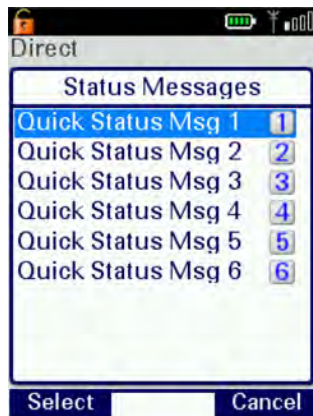 Direct
Status Messages
Quick Status Msg 1 1
Quick Status Msg 2 2
Quick Status Msg 3 3
Quick Status Msg 4 4
Quick Status Msg 5 5
Quick Status Msg 6 6
Select Cancel